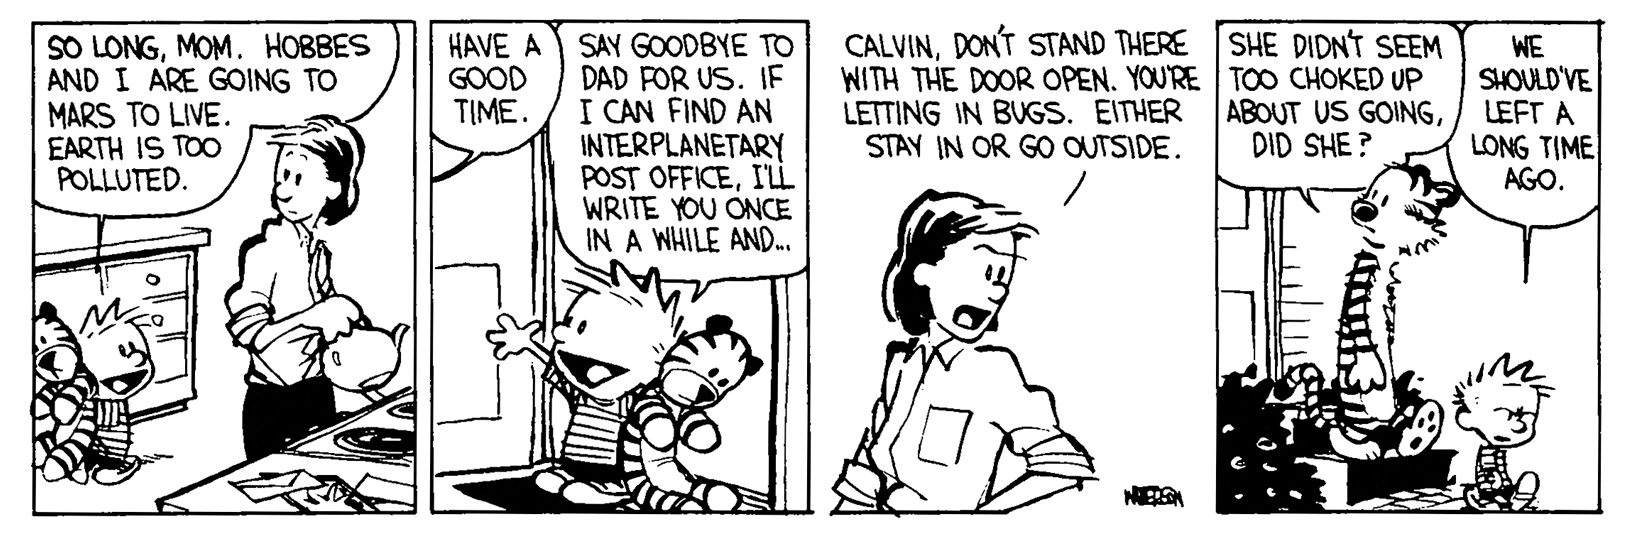 SO LONG, MOM. HOBBES
AND I ARE GOING TO
MARS TO LIVE.
EARTH IS TOO
POLLUTED.
HAVE A
GOOD
TIME.
SAY GOODBYE TO
DAD FOR US. IF
I CAN FIND AN
INTERPLANETARY
POST OFFICE, I'LL
WRITE YOU ONCE
IN A WHILE AND...
CALVIN, DON'T STAND THERE
WITH THE DOOR OPEN. YOU'RE
LETTING IN BUGS. EITHER
STAY IN OR GO OUTSIDE.
WATTERSON
SHE DIDN'T SEEM
TOO CHOKED UP
ABOUT US GOING,
DID SHE?
WE
SHOULD'VE
LEFT A
LONG TIME
AGO.